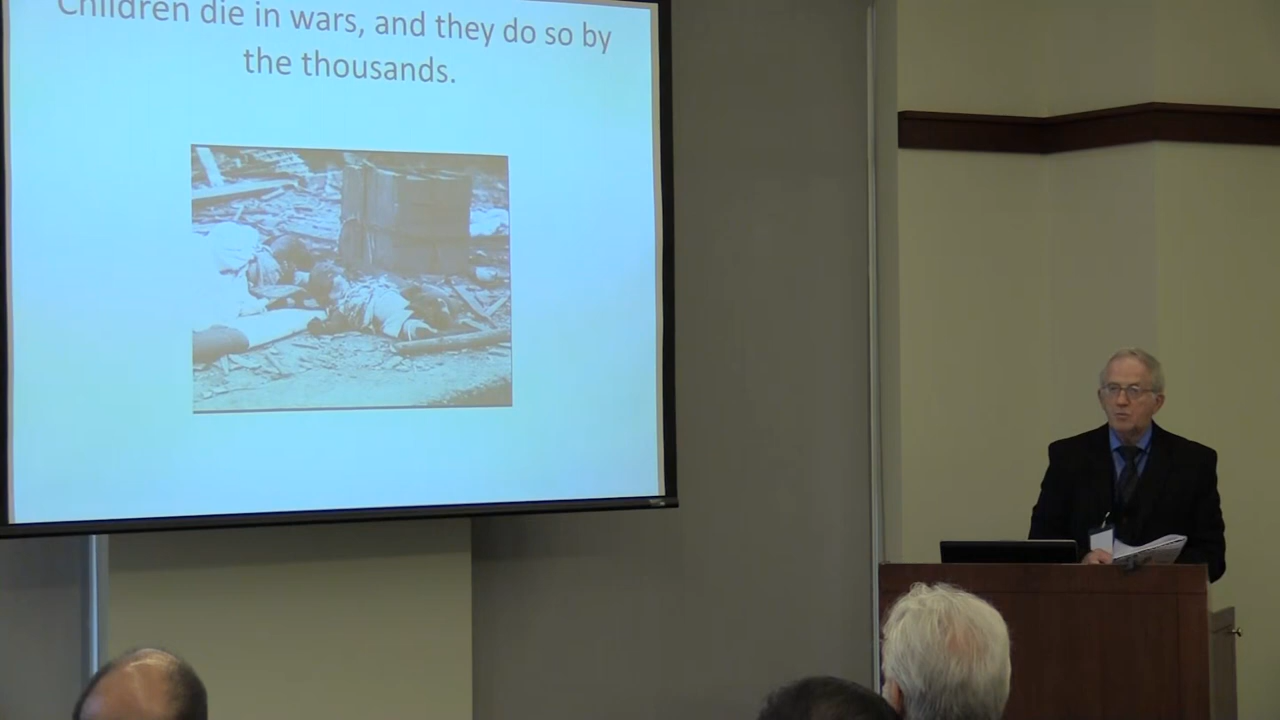 Children die in wars, and they do so by
the thousands.